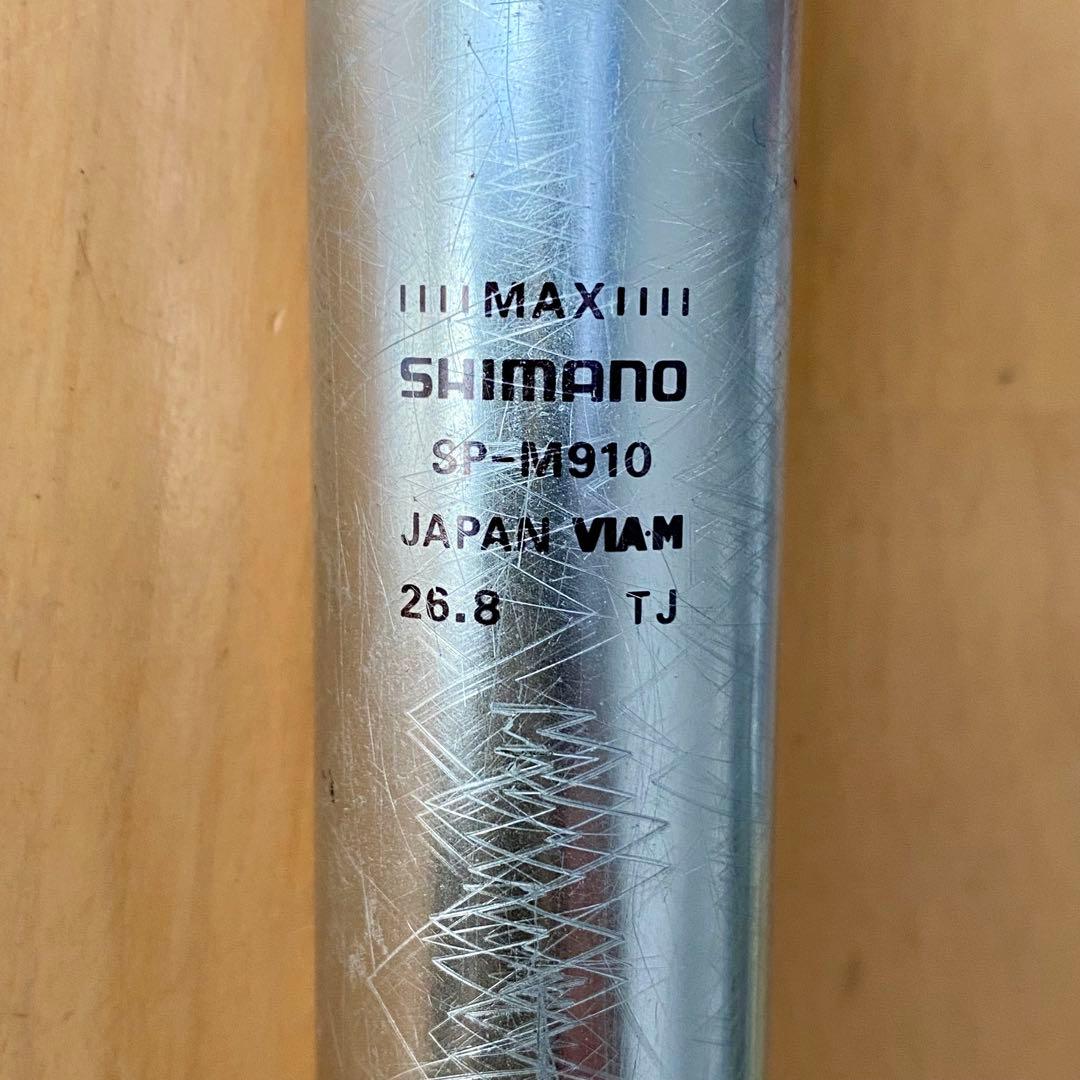 ||||MAX||||
SHIMANO
SP-M910
JAPAN VIA·M
26.8 TJ